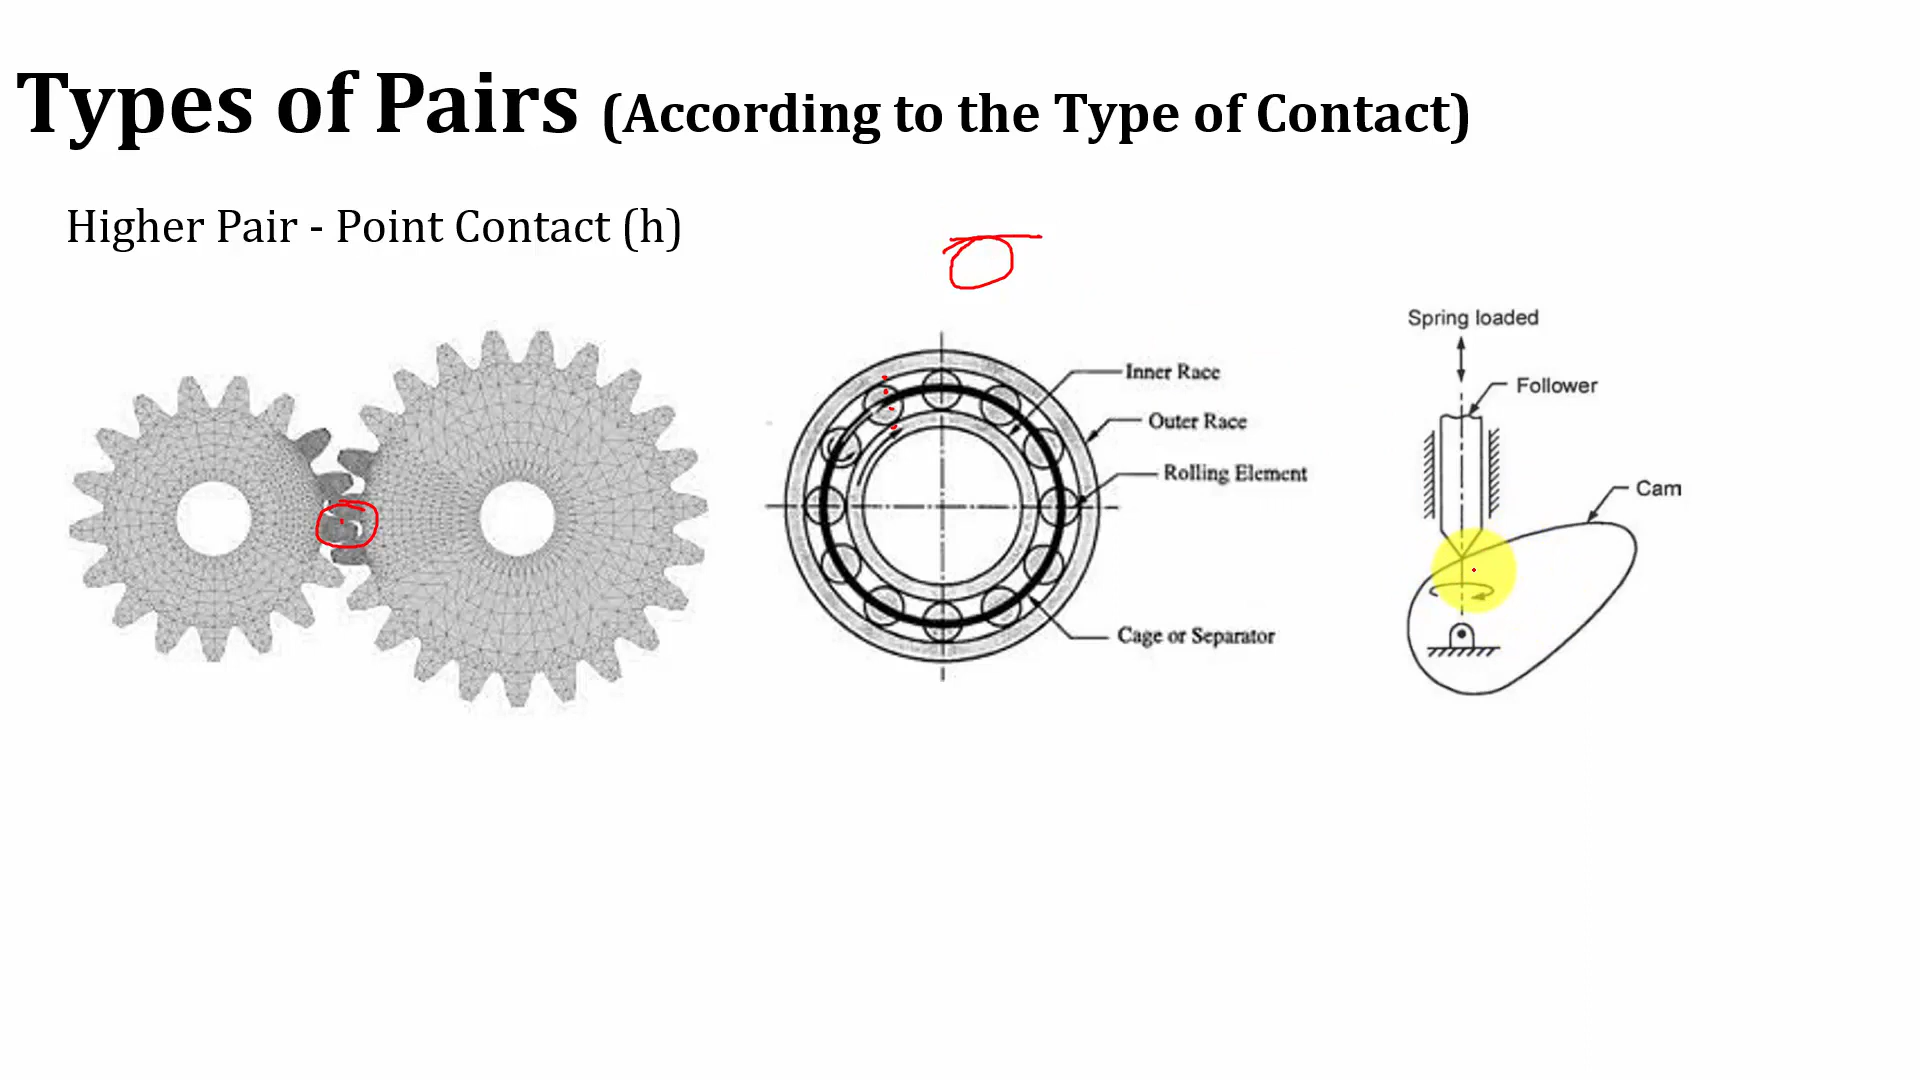 Types of Pairs (According to the Type of Contact)
Higher Pair - Point Contact (h)
Inner Race
Outer Race
Rolling Element
Cage or Separator
Spring loaded
Follower
Cam